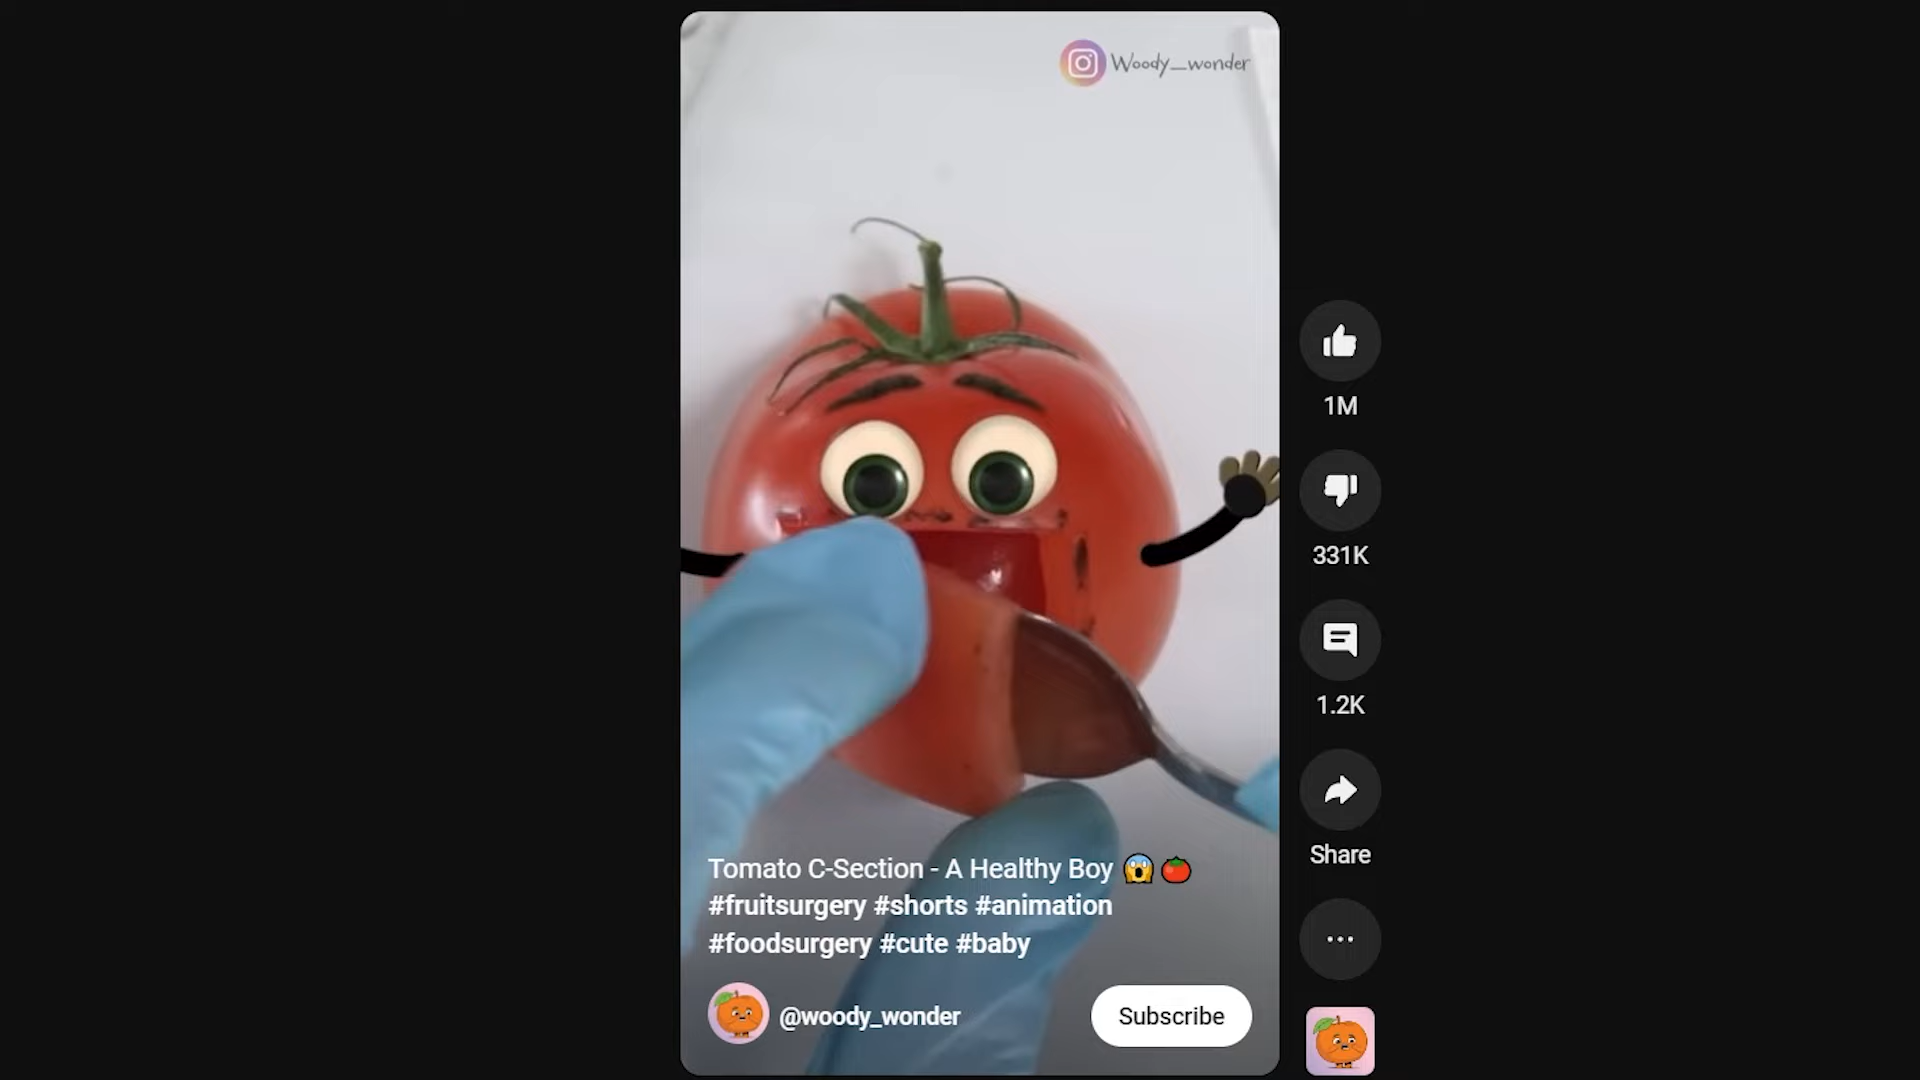 Woody_wonder
Tomato C-Section - A Healthy Boy 😱🍅
#fruitsurgery #shorts #animation
#foodsurgery #cute #baby
@woody_wonder
Subscribe
1M
331K
1.2K
Share